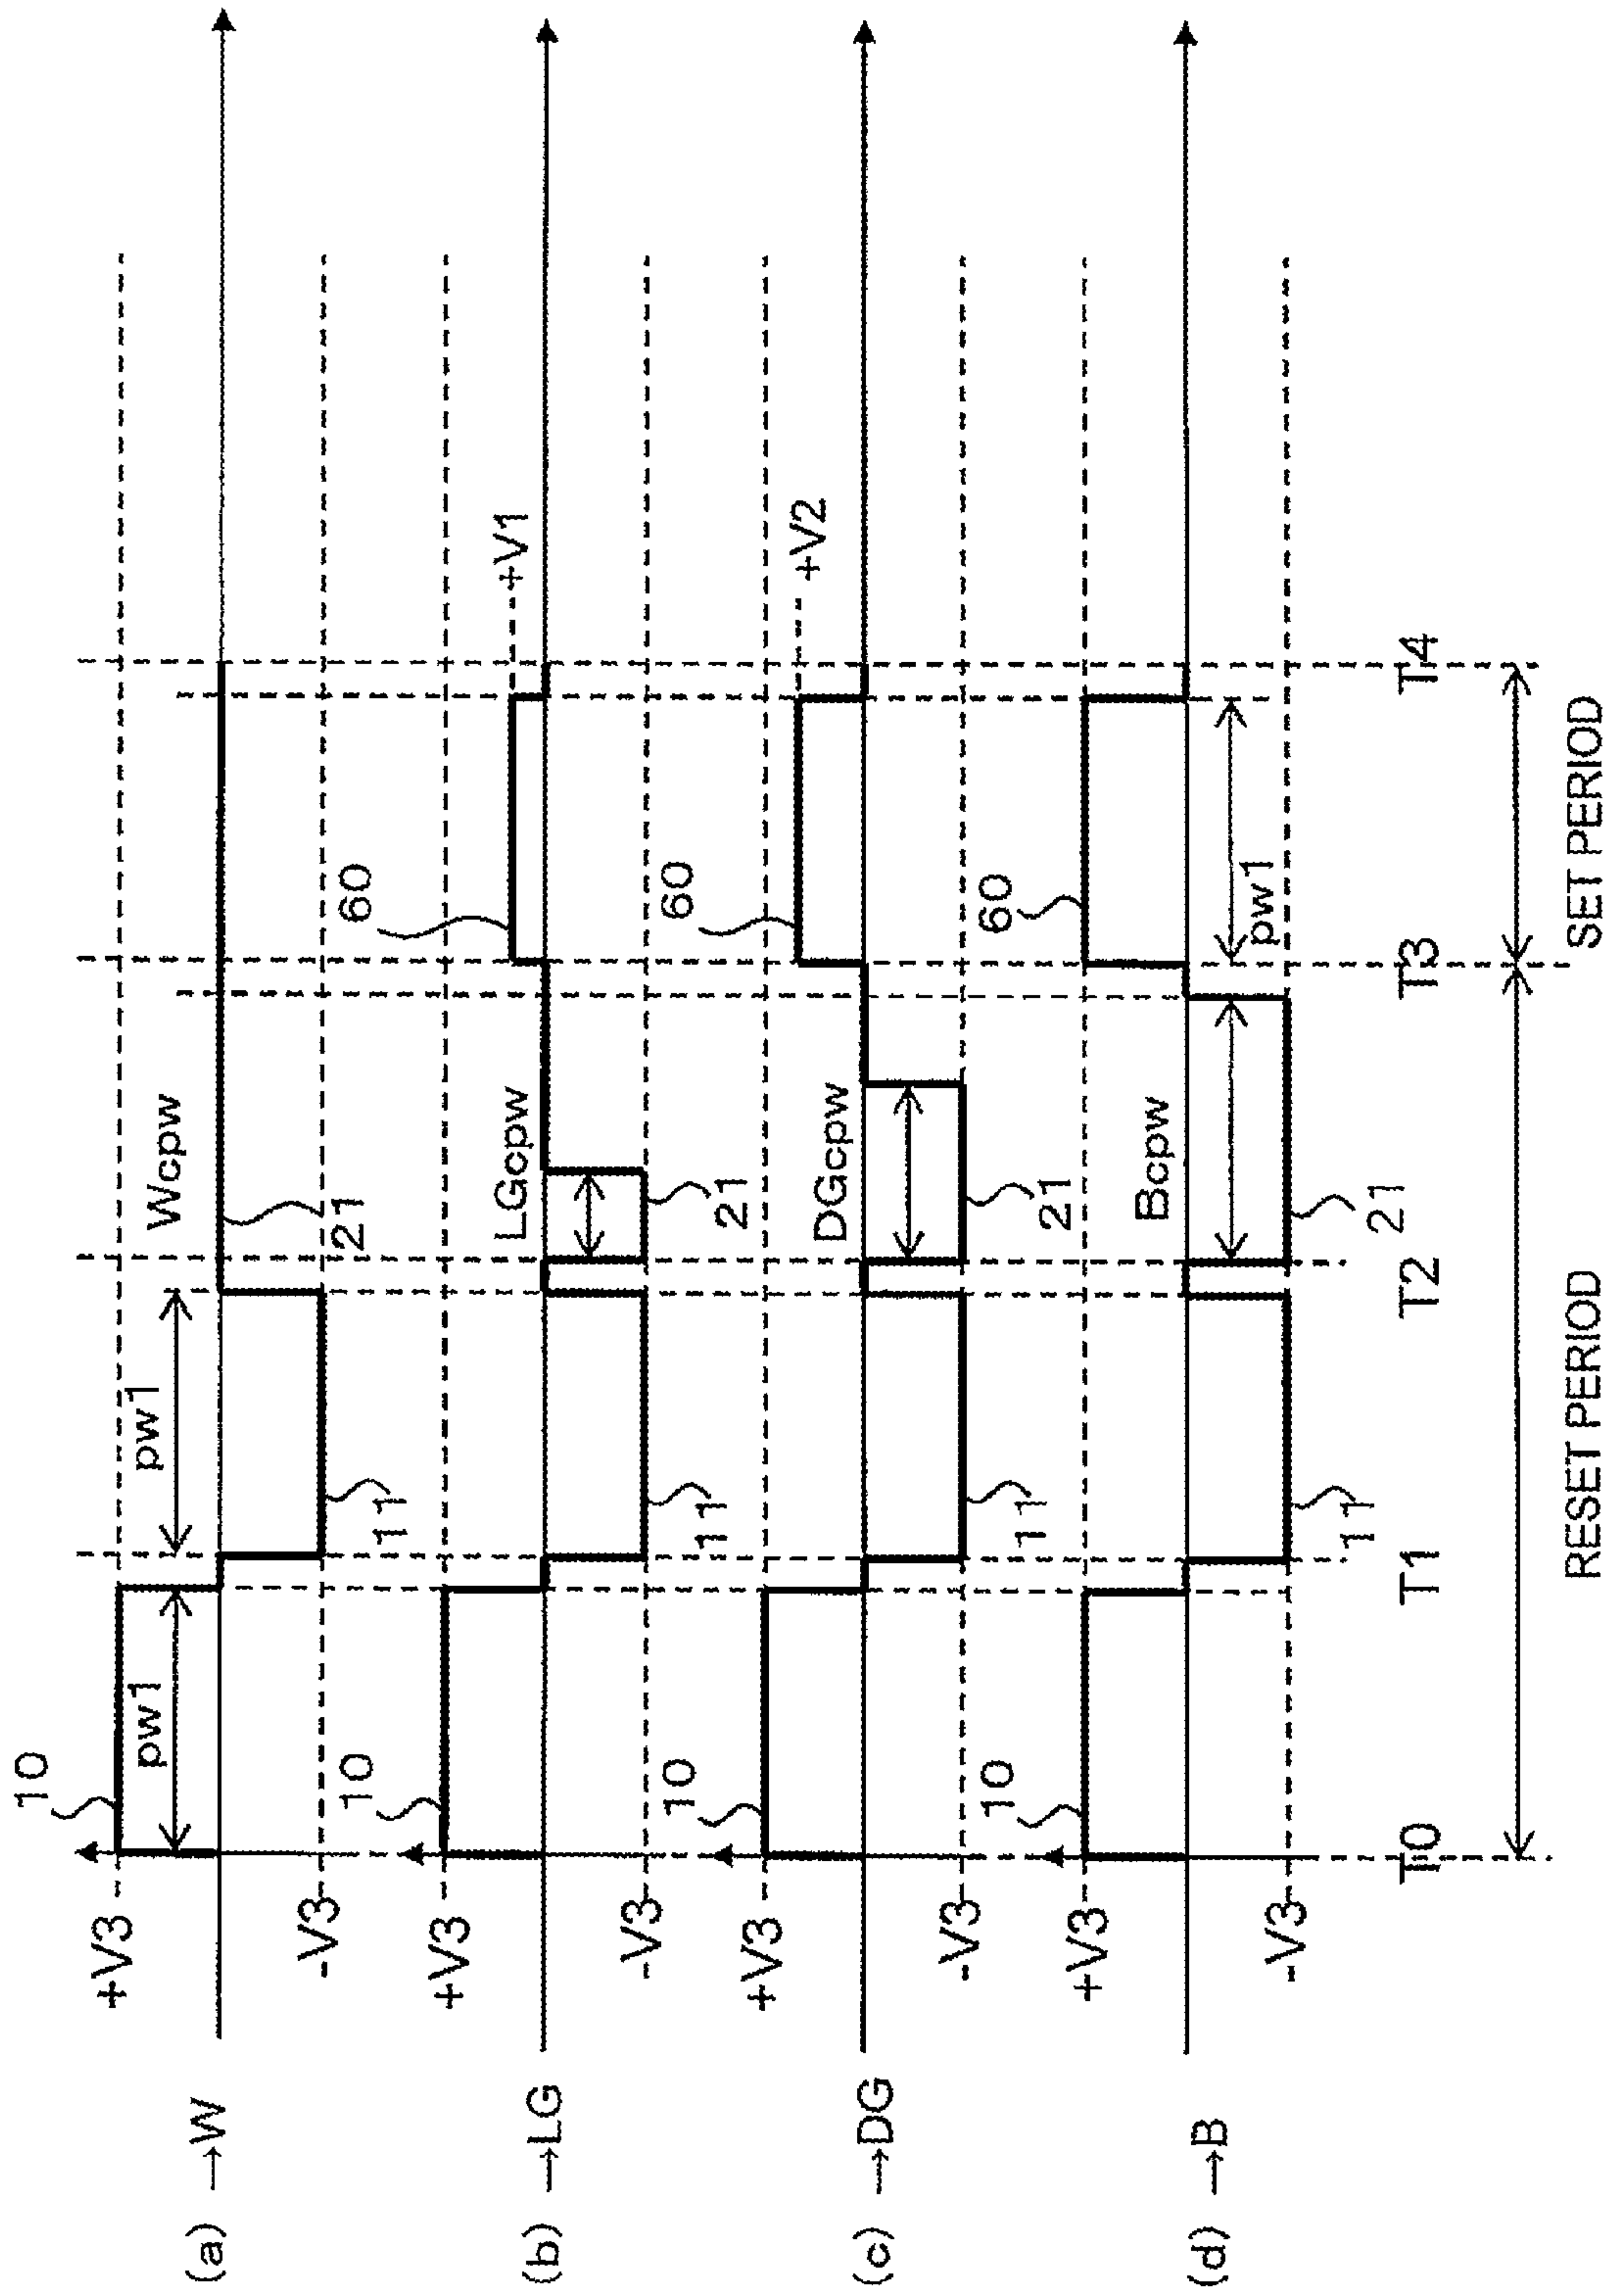 (a) →W
+V3
-V3
10
pw1
11
pw1
Wcpw
21
(b) →LG
+V3
-V3
10
11
LGcpw
21
60
+V1
(c) →DG
+V3
-V3
10
11
DGcpw
21
60
+V2
(d) →B
+V3
-V3
10
11
Bcpw
21
60
pw1
T0
T1
T2
T3
T4
RESET PERIOD
SET PERIOD